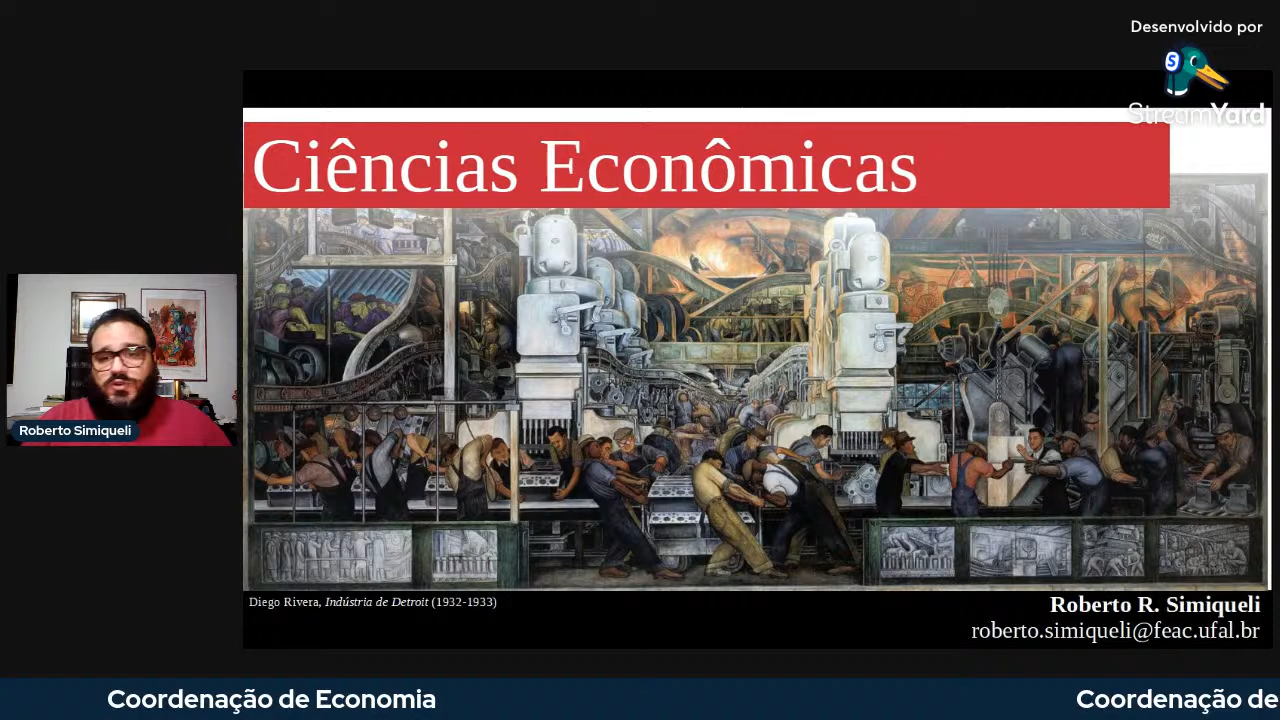 Desenvolvido por
StreamYard
Ciências Econômicas
Roberto Simiqueli
Diego Rivera, Indústria de Detroit (1932-1933)
Roberto R. Simiqueli
roberto.simiqueli@feac.ufal.br
Coordenação de Economia
Coordenação de